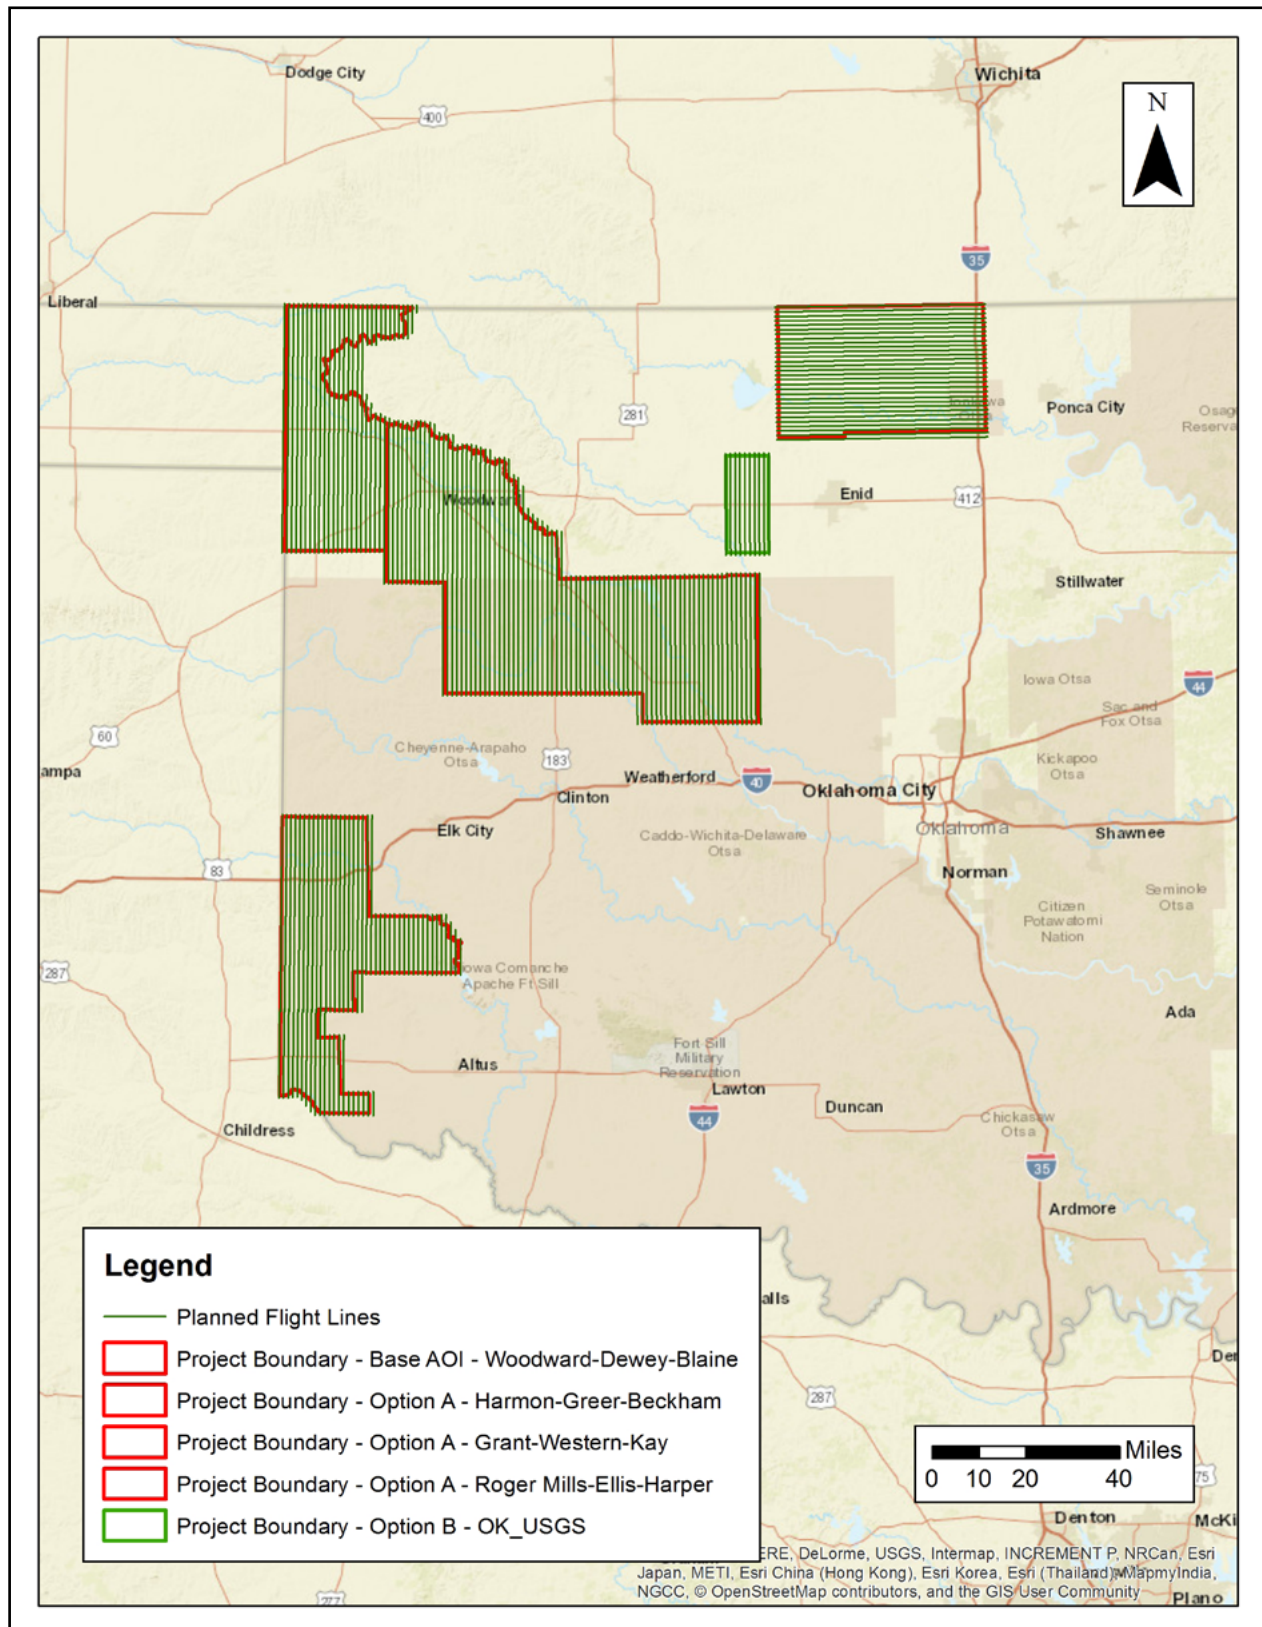 Dodge City
Wichita
N
400
35
Liberal
281
Ponca City
Osag
Reserva
Enid
412
Woodward
Stillwater
Iowa Otsa
44
Sac and
Fox Otsa
60
Cheyenne-Arapaho
Otsa
183
Kickapoo
Otsa
ampa
Weatherford
40
Clinton
Oklahoma City
Elk City
Caddo-Wichita-Delaware
Otsa
Oklahoma
Shawnee
83
Norman
Seminole
Otsa
Citizen
Potawatomi
Nation
287
iowa Comanche
Apache Ft Sill
Ada
Altus
Fort Sill
Military
Reservation
Lawton
Duncan
44
Chickasaw
Otsa
Childress
35
Ardmore
alls
Legend
Planned Flight Lines
Project Boundary - Base AOI - Woodward-Dewey-Blaine
Project Boundary - Option A - Harmon-Greer-Beckham
Project Boundary - Option A - Grant-Western-Kay
Project Boundary - Option A - Roger Mills-Ellis-Harper
Project Boundary - Option B - OK_USGS
Der
287
Miles
0 10 20 40
75
Denton
McKi
ERE, DeLorme, USGS, Intermap, INCREMENT P, NRCan, Esri
Japan, METI, Esri China (Hong Kong), Esri Korea, Esri (Thailand), MapmyIndia,
NGCC, © OpenStreetMap contributors, and the GIS User Community
Plano
277